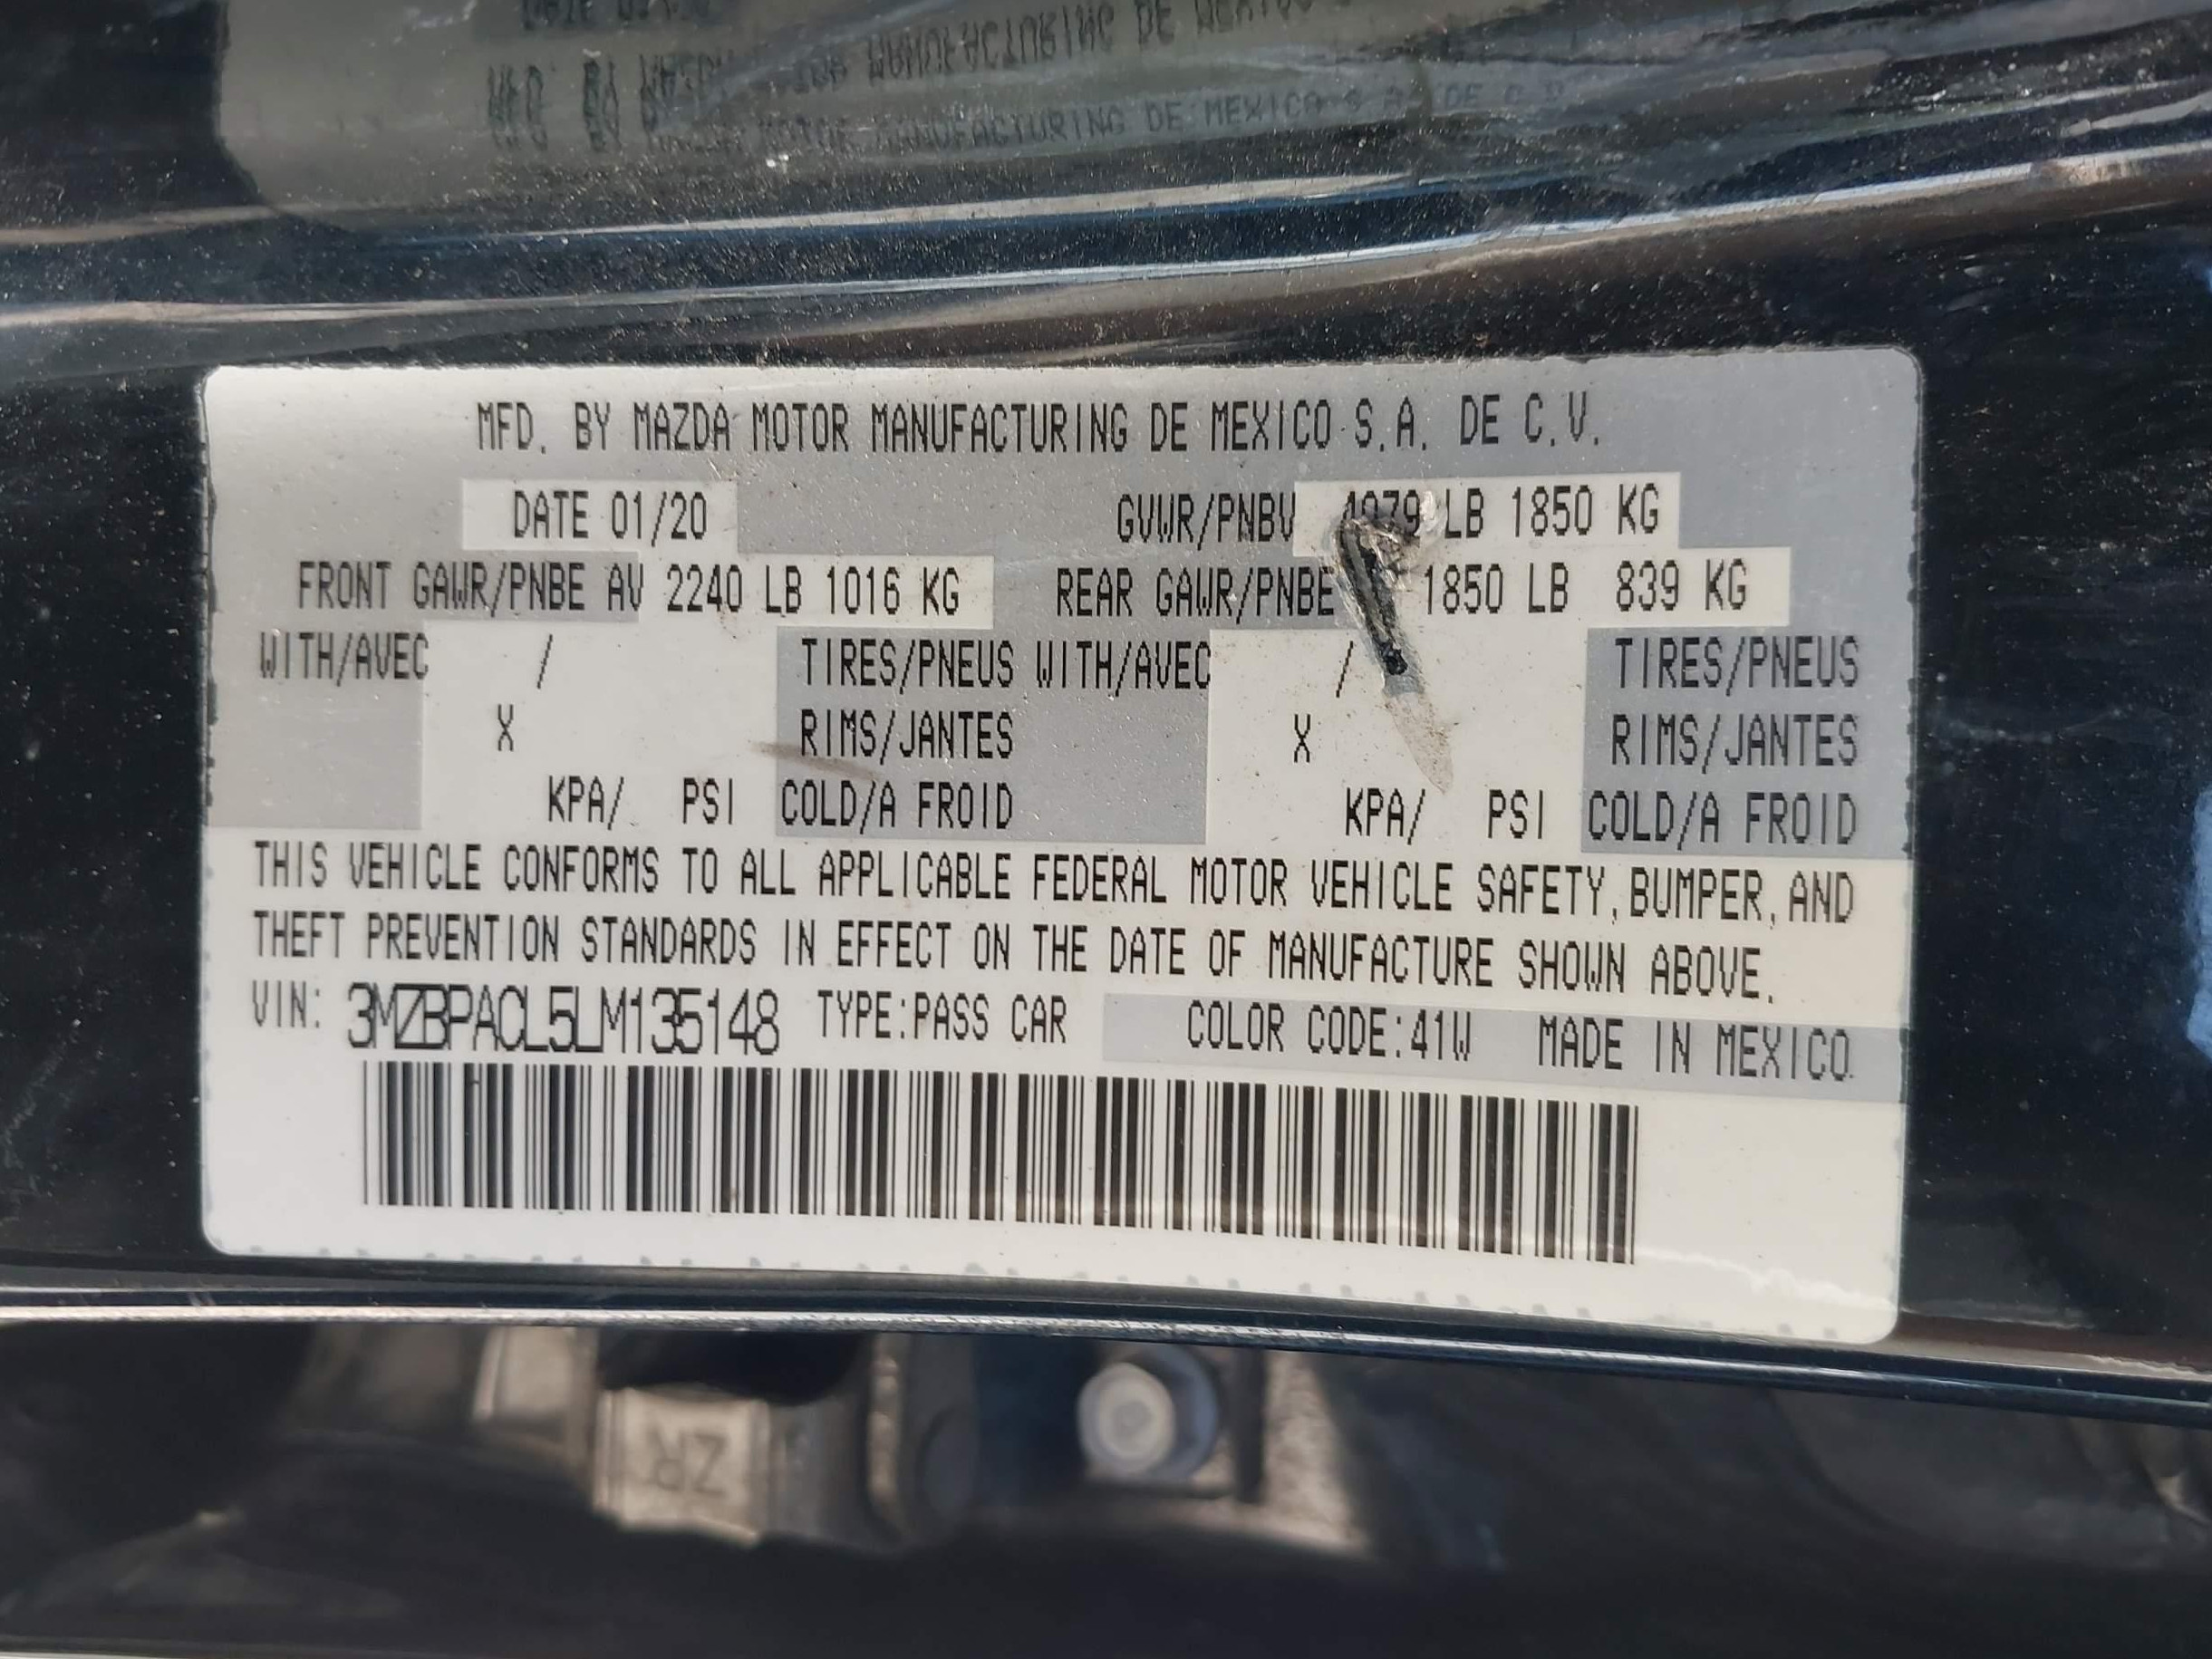 MFD. BY MAZDA MOTOR MANUFACTURING DE MEXICO S.A. DE C.V.
DATE 01/20 GVWR/PNBV 4079 LB 1850 KG
FRONT GAWR/PNBE AV 2240 LB 1016 KG REAR GAWR/PNBE 1850 LB 839 KG
WITH/AVEC / TIRES/PNEUS WITH/AVEC / TIRES/PNEUS
X RIMS/JANTES X RIMS/JANTES
KPA/ PSI COLD/A FROID KPA/ PSI COLD/A FROID
THIS VEHICLE CONFORMS TO ALL APPLICABLE FEDERAL MOTOR VEHICLE SAFETY, BUMPER, AND
THEFT PREVENTION STANDARDS IN EFFECT ON THE DATE OF MANUFACTURE SHOWN ABOVE.
VIN: 3MZBPACL5LM135148 TYPE:PASS CAR COLOR CODE:41W MADE IN MEXICO
ZR